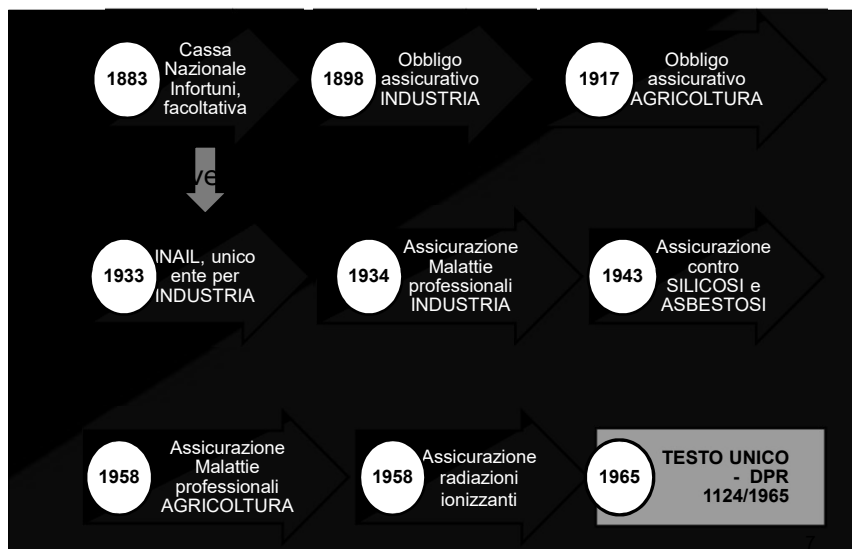 1883
Cassa
Nazionale
Infortuni,
facoltativa
1898
Obbligo
assicurativo
INDUSTRIA
1917
Obbligo
assicurativo
AGRICOLTURA
ve
1933
INAIL, unico
ente per
INDUSTRIA
1934
Assicurazione
Malattie
professionali
INDUSTRIA
1943
Assicurazione
contro
SILICOSI e
ASBESTOSI
1958
Assicurazione
Malattie
professionali
AGRICOLTURA
1958
Assicurazione
radiazioni
ionizzanti
1965
TESTO UNICO
- DPR
1124/1965
7